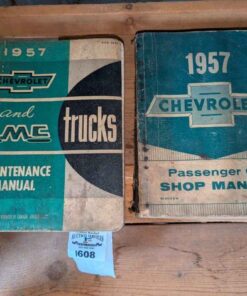 1957
CHEVROLET
and
GMC
trucks
MAINTENANCE
MANUAL
1608
1957
CHEVROLET
Passenger
SHOP MAN